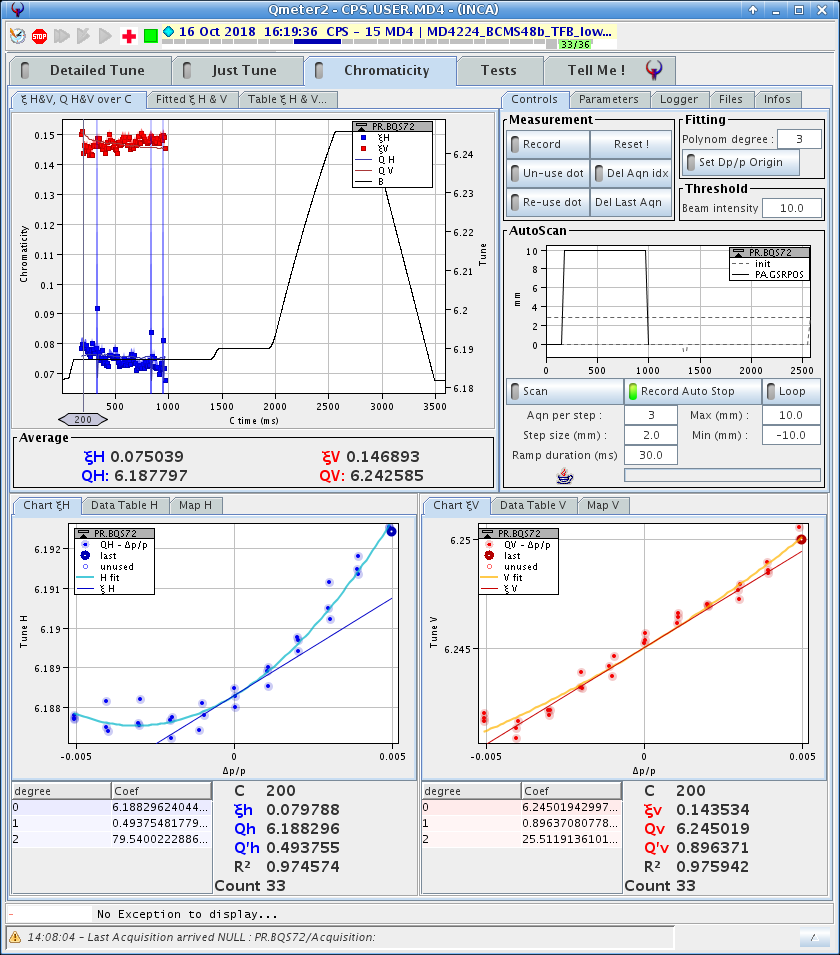 Qmeter2 - CPS.USER.MD4 - (INCA)
STOP
16 Oct 2018 16:19:36 CPS - 15 MD4 | MD4224_BCMS48b_TFB_low...
33/36
Detailed Tune
Just Tune
Chromaticity
Tests
Tell Me !
ξ H&V, Q H&V over C
Fitted ξ H & V
Table ξ H & V...
0.15
0.14
0.13
0.12
0.11
0.1
0.09
0.08
0.07
Chromaticity
6.24
6.23
6.22
6.21
6.2
6.19
6.18
Tune
PR.BQS72
ξH
ξV
Q H
Q V
B
500
1000
1500
2000
2500
3000
3500
200
C time (ms)
Average
ξH 0.075039
ξV 0.146893
QH: 6.187797
QV: 6.242585
Controls
Parameters
Logger
Files
Infos
Measurement
Record
Reset !
Un-use dot
Del Aqn idx
Re-use dot
Del Last Aqn
Fitting
Polynom degree : 3
Set Dp/p Origin
Threshold
Beam intensity 10.0
AutoScan
10
8
6
4
2
0
mm
PR.BQS72
init
PA.GSRPOS
0
500
1000
1500
2000
2500
Scan
Record Auto Stop
Loop
Aqn per step : 3
Max (mm) : 10.0
Step size (mm) : 2.0
Min (mm) : -10.0
Ramp duration (ms) 30.0
Chart ξH
Data Table H
Map H
6.192
6.191
6.19
6.189
6.188
Tune H
PR.BQS72
QH - Δp/p
last
unused
H fit
ξ H
-0.005
0
0.005
Δp/p
Chart ξV
Data Table V
Map V
6.25
6.245
Tune V
PR.BQS72
QV - Δp/p
last
unused
V fit
ξ V
-0.005
0
0.005
Δp/p
degree Coef
0 6.18829624044...
1 0.49375481779...
2 79.5400222886...
C 200
ξh 0.079788
Qh 6.188296
Q'h 0.493755
R² 0.974574
Count 33
degree Coef
0 6.24501942997...
1 0.89637080778...
2 25.5119136101...
C 200
ξv 0.143534
Qv 6.245019
Q'v 0.896371
R² 0.975942
Count 33
- No Exception to display...
14:08:04 - Last Acquisition arrived NULL : PR.BQS72/Acquisition: